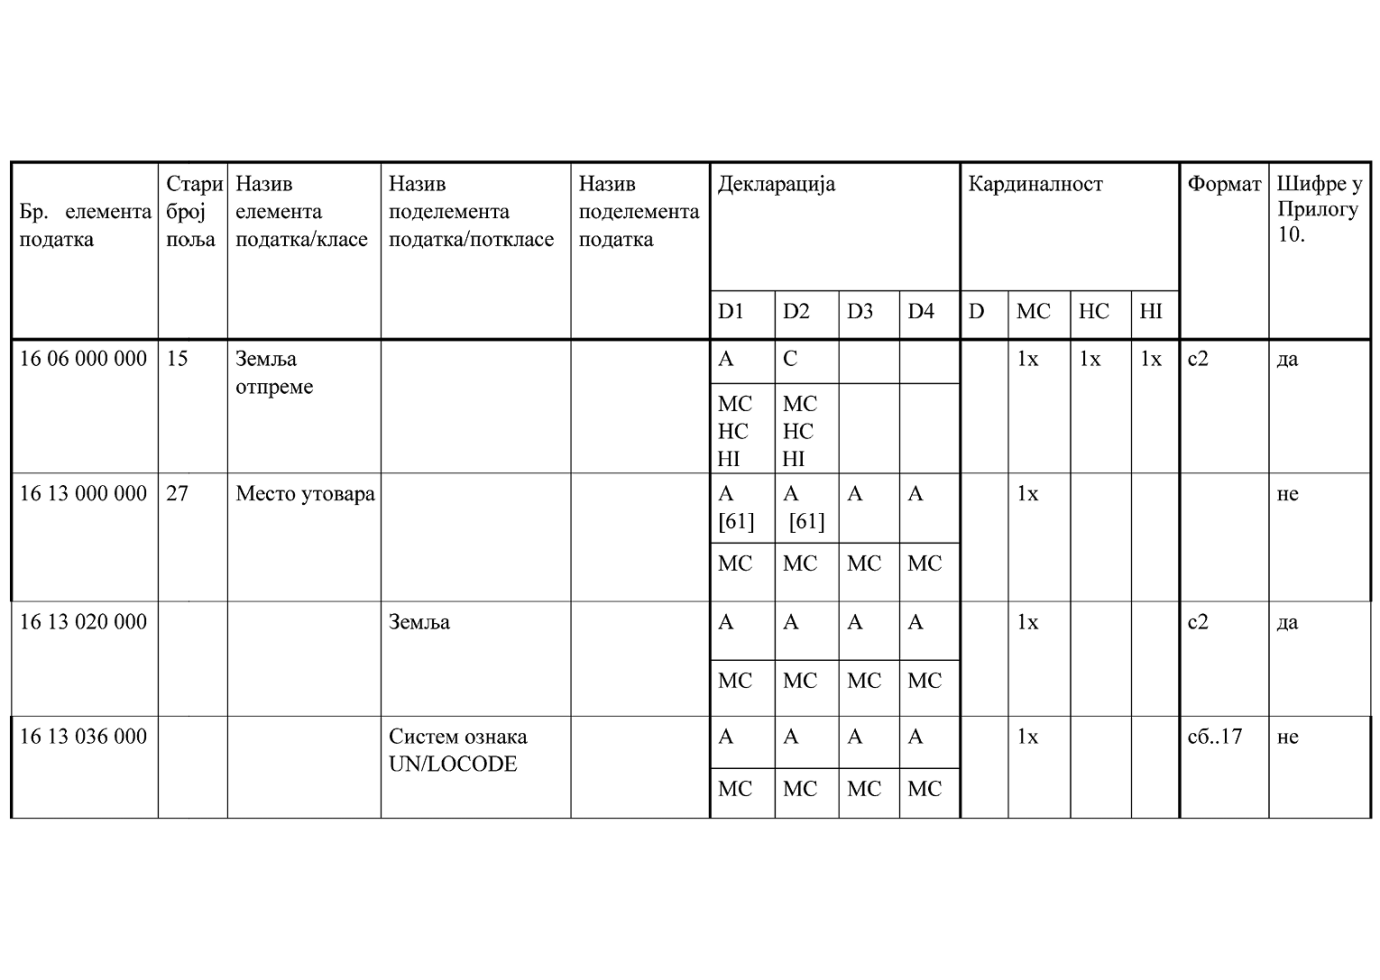 Бр. елемента податка | Стари број поља | Назив елемента податка/класе | Назив поделемента податка/поткласе | Назив поделемента податка | Декларација | Кардиналност | Формат | Шифре у Прилогу 10.
D1 | D2 | D3 | D4 | D | MC | HC | HI
16 06 000 000 | 15 | Земља отпреме | A | C | 1x | 1x | 1x | с2 | да
MC HC HI | MC HC HI
16 13 000 000 | 27 | Место утовара | A [61] | A [61] | A | A | 1x | не
MC | MC | MC | MC
16 13 020 000 | Земља | A | A | A | A | 1x | с2 | да
MC | MC | MC | MC
16 13 036 000 | Систем ознака UN/LOCODE | A | A | A | A | 1x | сб..17 | не
MC | MC | MC | MC